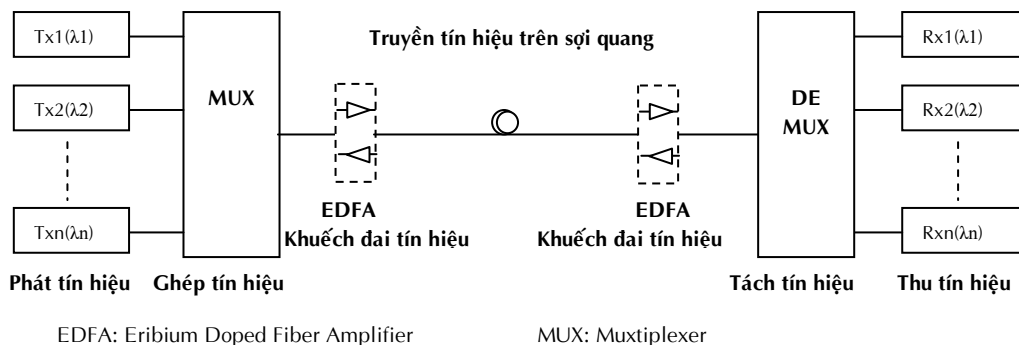 Tx1(λ1)
Truyền tín hiệu trên sợi quang
Rx1(λ1)
Tx2(λ2)
MUX
DE
MUX
Rx2(λ2)
EDFA
Khuếch đai tín hiệu
EDFA
Khuếch đai tín hiệu
Txn(λn)
Rxn(λn)
Phát tín hiệu
Ghép tín hiệu
Tách tín hiệu
Thu tín hiệu
EDFA: Eribium Doped Fiber Amplifier
MUX: Muxtiplexer